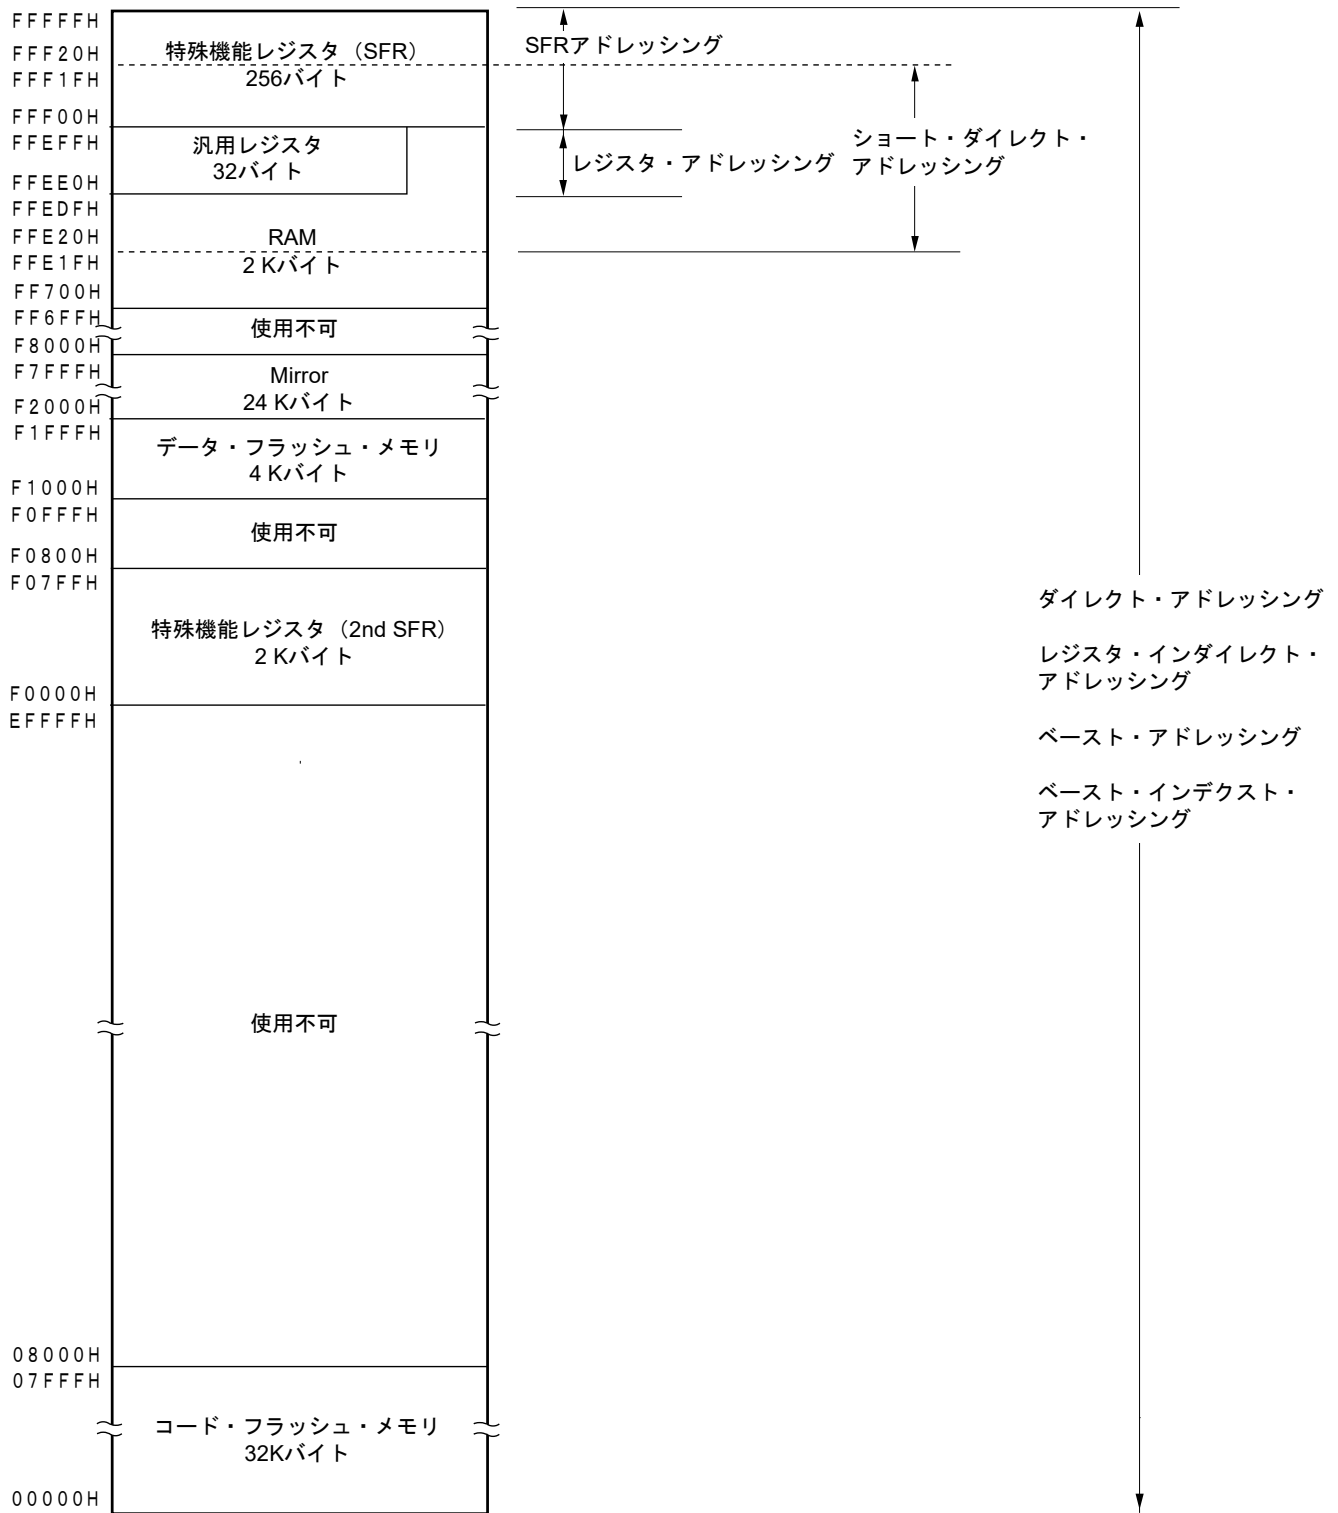 FFFFFH
FFF20H
FFF1FH
FFF00H
FFEFFH
FFEE0H
FFEDFH
FFE20H
FFE1FH
FF700H
FF6FFH
F8000H
F7FFFH
F2000H
F1FFFH
F1000H
F0FFFH
F0800H
F07FFH
F0000H
EFFFFH
08000H
07FFFH
00000H
特殊機能レジスタ（SFR）
256バイト
汎用レジスタ
32バイト
RAM
2 Kバイト
使用不可
Mirror
24 Kバイト
データ・フラッシュ・メモリ
4 Kバイト
使用不可
特殊機能レジスタ（2nd SFR）
2 Kバイト
使用不可
コード・フラッシュ・メモリ
32Kバイト
SFRアドレッシング
レジスタ・アドレッシング
ショート・ダイレクト・
アドレッシング
ダイレクト・アドレッシング
レジスタ・インダイレクト・
アドレッシング
ベースト・アドレッシング
ベースト・インデクスト・
アドレッシング